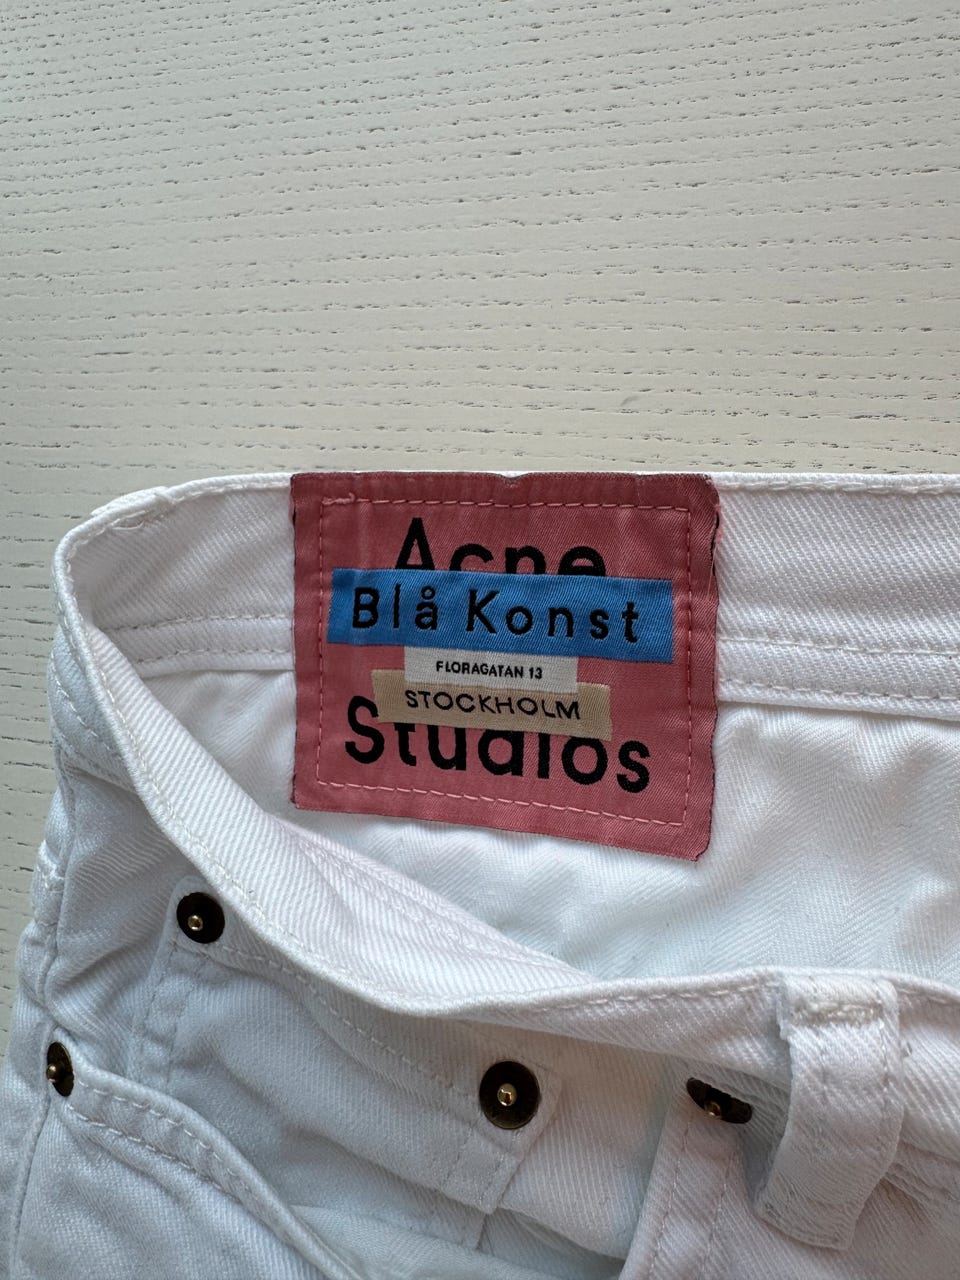 Acne
Blå Konst
FLORAGATAN 13
STOCKHOLM
Studios